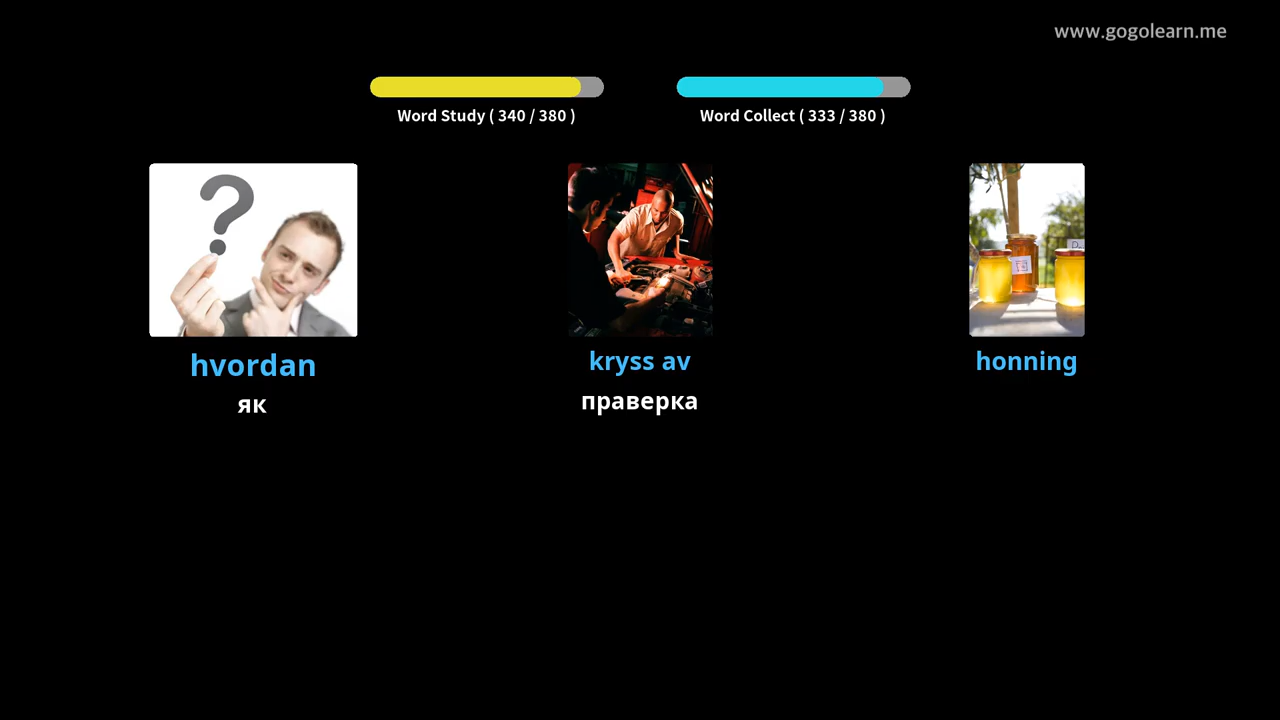 www.gogolearn.me
Word Study ( 340 / 380 )
Word Collect ( 333 / 380 )
hvordan
як
kryss av
праверка
honning